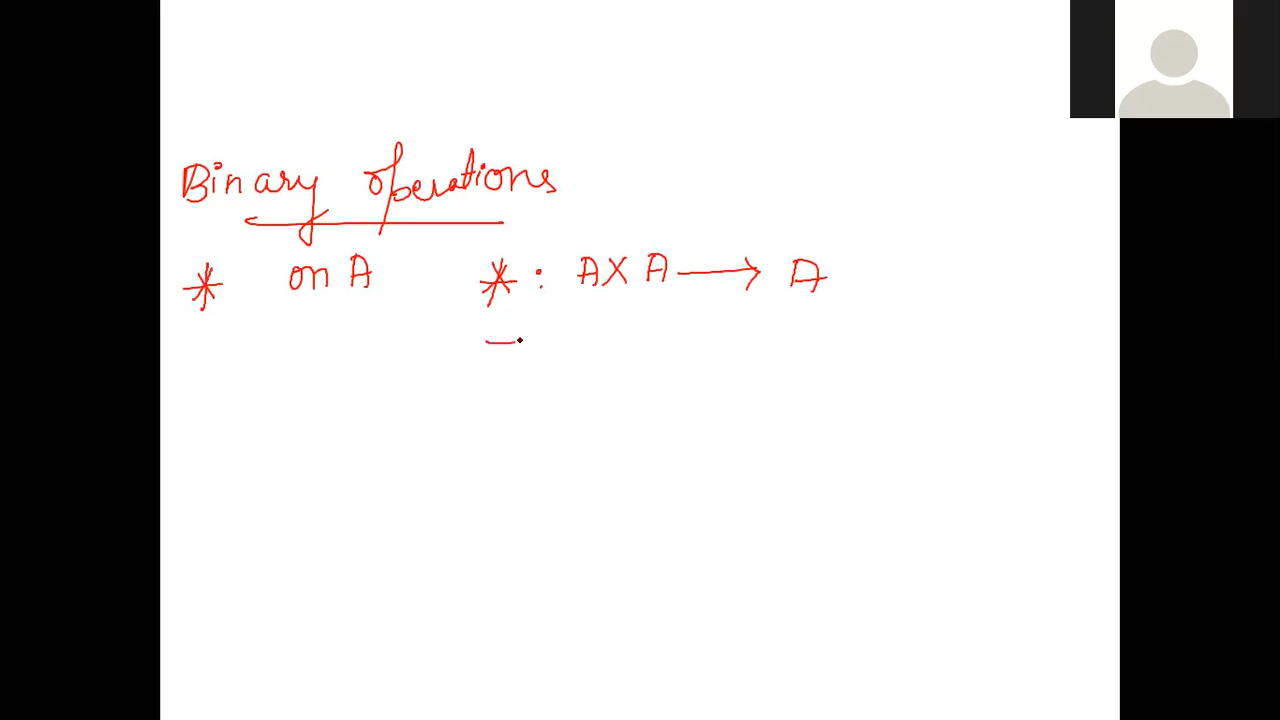 Binary operations
* on A * : A X A → A